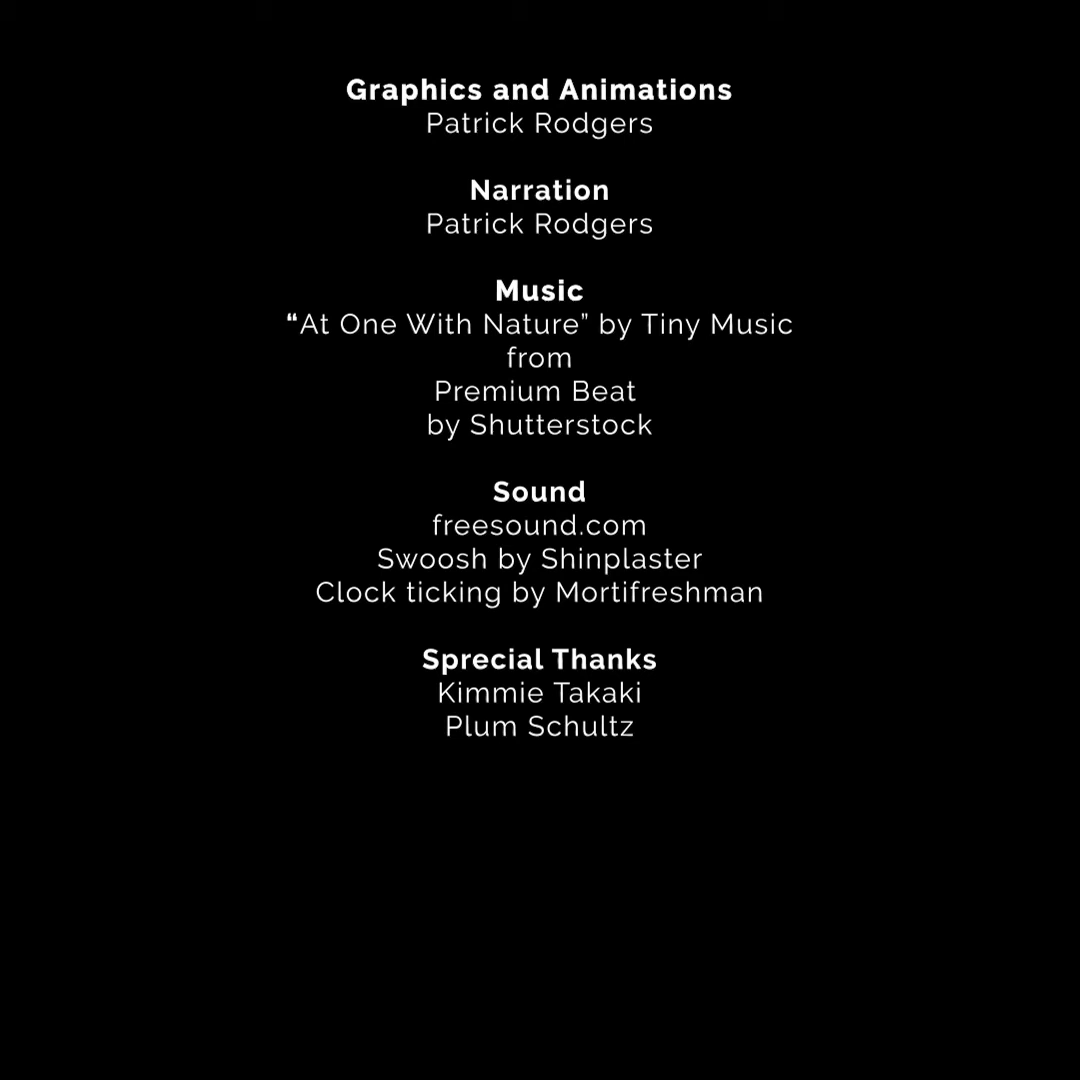 Graphics and Animations
Patrick Rodgers
Narration
Patrick Rodgers
Music
“At One With Nature” by Tiny Music
from
Premium Beat
by Shutterstock
Sound
freesound.com
Swoosh by Shinplaster
Clock ticking by Mortifreshman
Sprecial Thanks
Kimmie Takaki
Plum Schultz